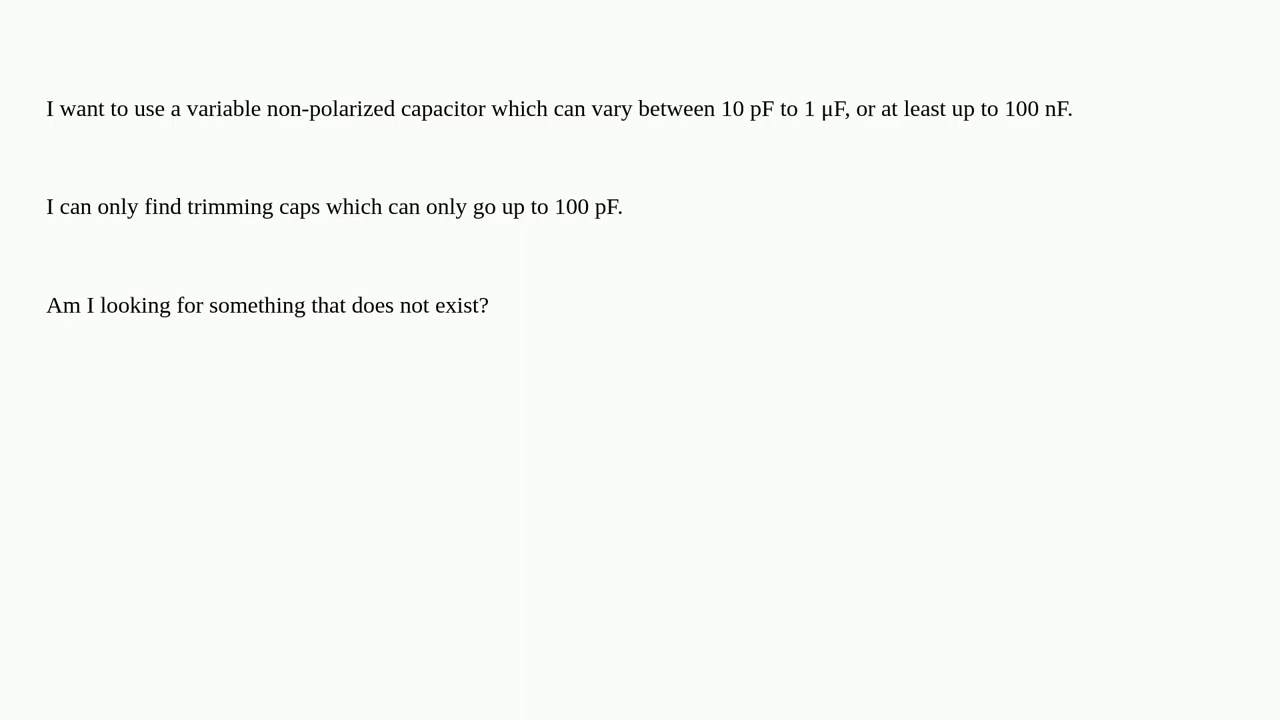 I want to use a variable non-polarized capacitor which can vary between 10 pF to 1 μF, or at least up to 100 nF.
I can only find trimming caps which can only go up to 100 pF.
Am I looking for something that does not exist?